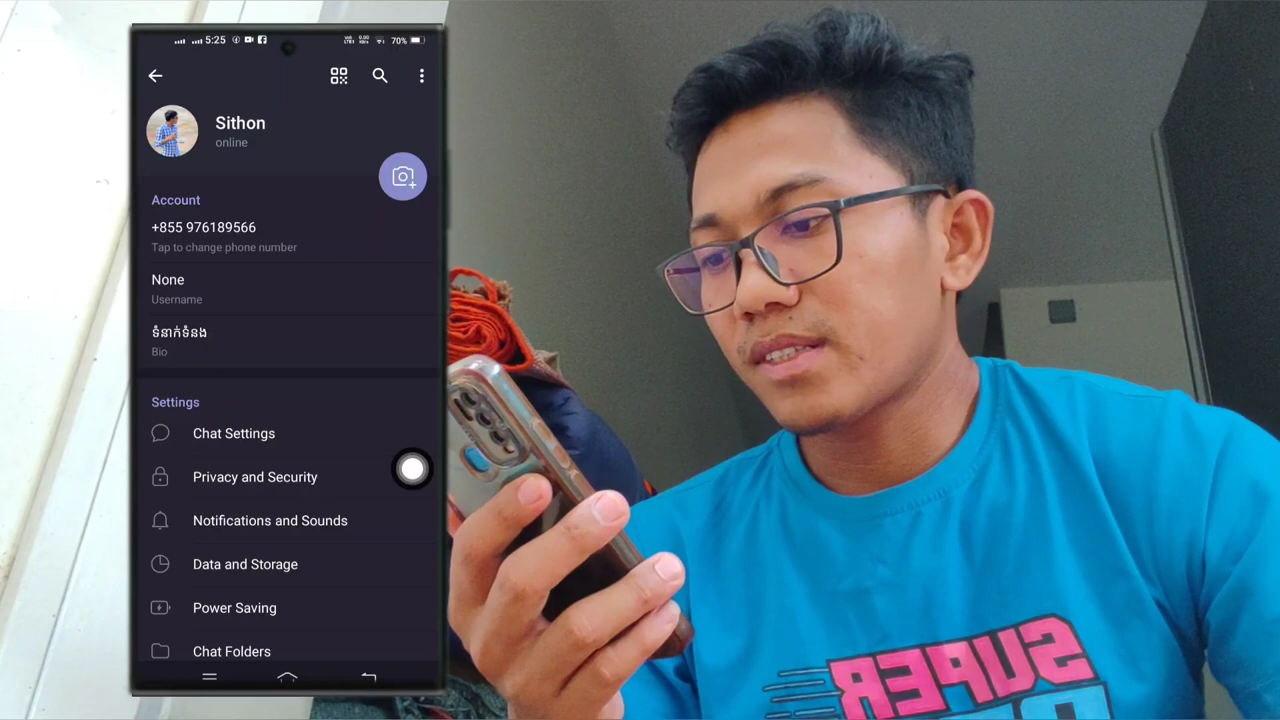 5:25
70%
Sithon
online
Account
+855 976189566
Tap to change phone number
None
Username
ទំនាក់ទំនង
Bio
Settings
Chat Settings
Privacy and Security
Notifications and Sounds
Data and Storage
Power Saving
Chat Folders
SUPER